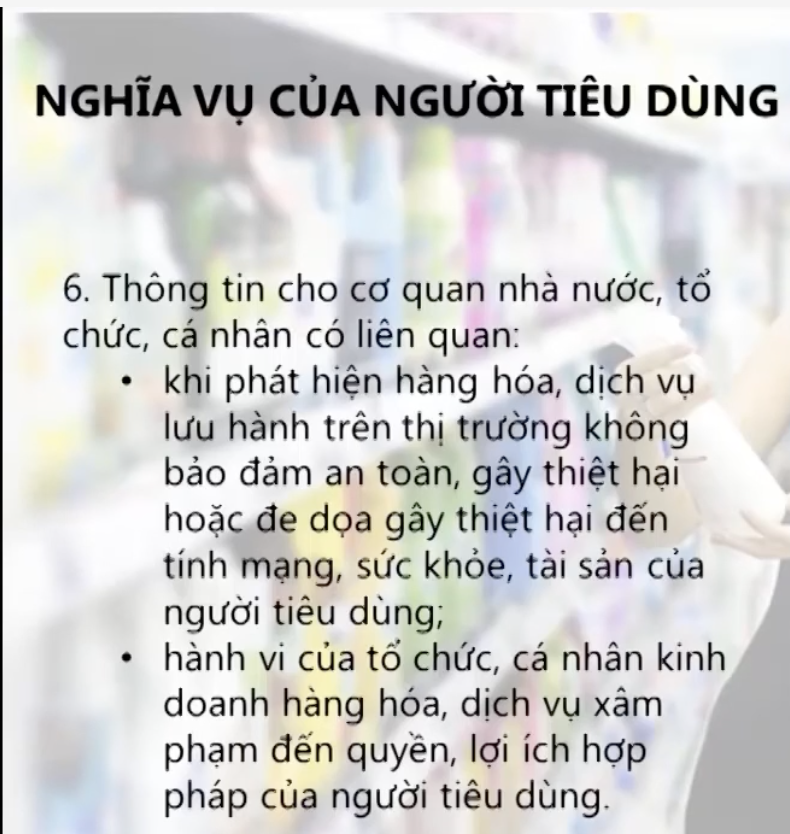 NGHĨA VỤ CỦA NGƯỜI TIÊU DÙNG
6. Thông tin cho cơ quan nhà nước, tổ
chức, cá nhân có liên quan:
• khi phát hiện hàng hóa, dịch vụ
lưu hành trên thị trường không
bảo đảm an toàn, gây thiệt hại
hoặc đe dọa gây thiệt hại đến
tính mạng, sức khỏe, tài sản của
người tiêu dùng;
• hành vi của tổ chức, cá nhân kinh
doanh hàng hóa, dịch vụ xâm
phạm đến quyền, lợi ích hợp
pháp của người tiêu dùng.